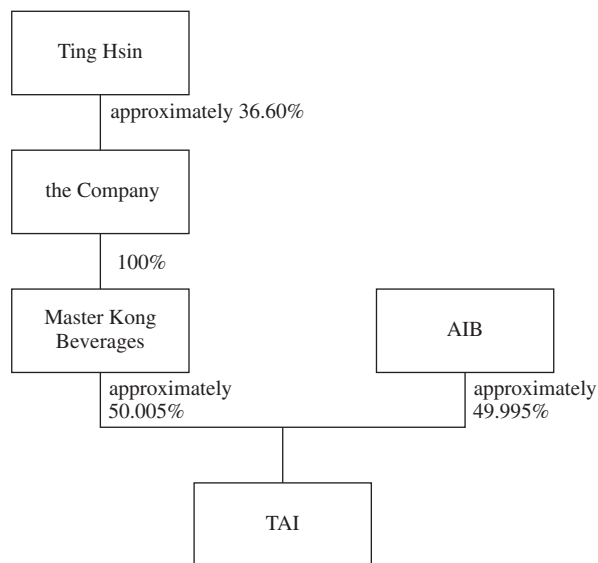 Ting Hsin
approximately 36.60%
the Company
100%
Master Kong
Beverages
AIB
approximately
50.005%
approximately
49.995%
TAI